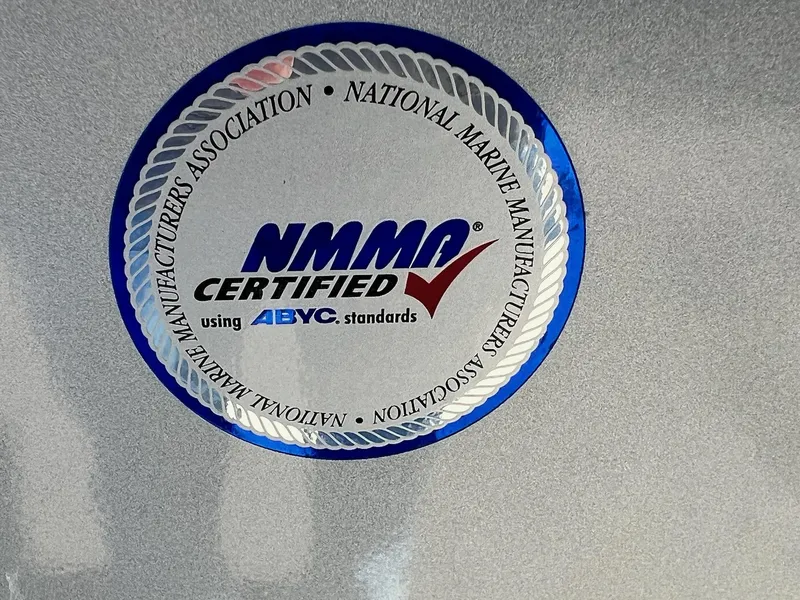 NATIONAL MARINE MANUFACTURERS ASSOCIATION • NATIONAL MARINE MANUFACTURERS ASSOCIATION •
NMMA®
CERTIFIED
using ABYC. standards